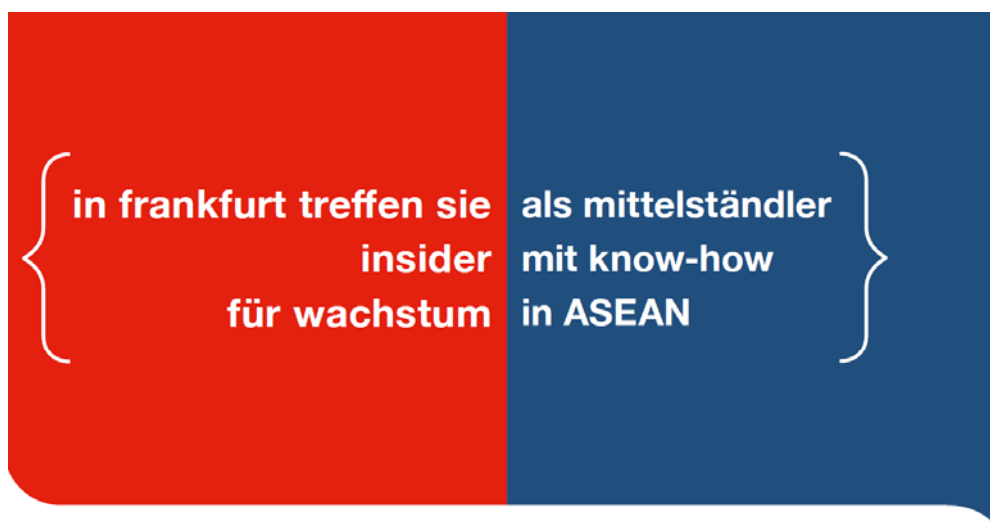 in frankfurt treffen sie als mittelständler
insider mit know-how
für wachstum in ASEAN